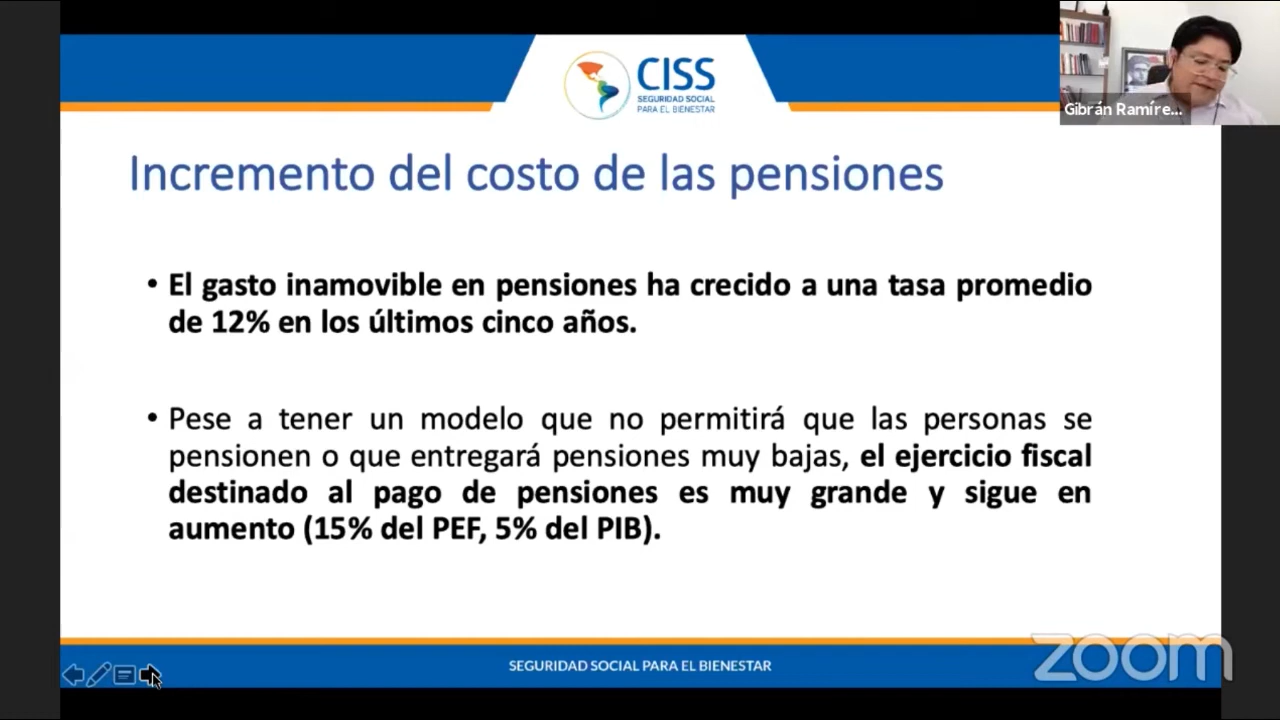 CISS
SEGURIDAD SOCIAL
PARA EL BIENESTAR
Gibrán Ramíre...
Incremento del costo de las pensiones
• El gasto inamovible en pensiones ha crecido a una tasa promedio
de 12% en los últimos cinco años.
• Pese a tener un modelo que no permitirá que las personas se
pensionen o que entregará pensiones muy bajas, el ejercicio fiscal
destinado al pago de pensiones es muy grande y sigue en
aumento (15% del PEF, 5% del PIB).
SEGURIDAD SOCIAL PARA EL BIENESTAR
zoom